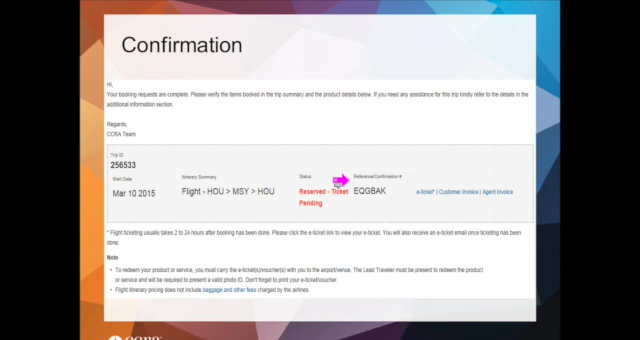 Confirmation
Hi,
Your booking requests are complete. Please verify the items booked in the trip summary and the product details below. If you need any assistance for this trip kindly refer to the details in the
additional information section.
Regards,
CCRA Team
Trip ID
256533
Start Date
Itinerary Summary
Status
Reference/Confirmation #
Mar 10 2015
Flight - HOU > MSY > HOU
Reserved - Ticket
Pending
EQGBAK
e-ticket* | Customer Invoice | Agent Invoice
* Flight ticketing usually takes 2 to 24 hours after booking has been done. Please click the e-ticket link to view your e-ticket. You will also receive an e-ticket email once ticketing has been
done.
Note
• To redeem your product or service, you must carry the e-ticket(s)/voucher(s) with you to the airport/venue. The Lead Traveler must be present to redeem the product
or service and will be required to present a valid photo ID. Don't forget to print your e-ticket/voucher.
• Flight itinerary pricing does not include baggage and other fees charged by the airlines.
CCRA